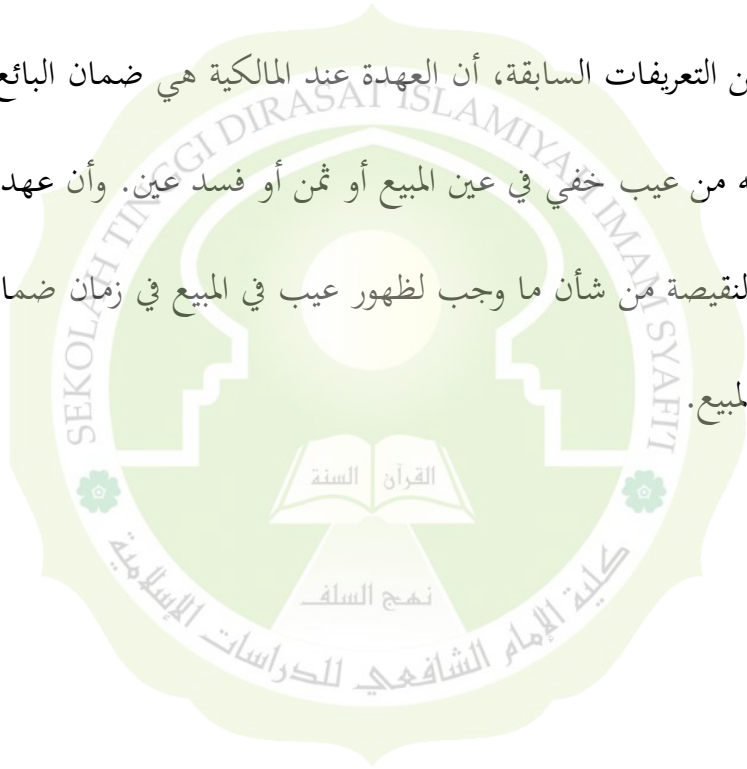 ن التعريفات السابقة، أن العهدة عند المالكية هي ضمان البائع
ه من عيب خفي في عين المبيع أو ثمن أو فسد عين. وأن عهد
لنقيصة من شأن ما وجب لظهور عيب في المبيع في زمان ضما
لمبيع.
SEKOLAH TINGGI DIRASAT ISLAMIYAH IMAM SYAFI'I
القرآن السنة
نهج السلف
كلية الإمام الشافعي للدراسات الإسلامية